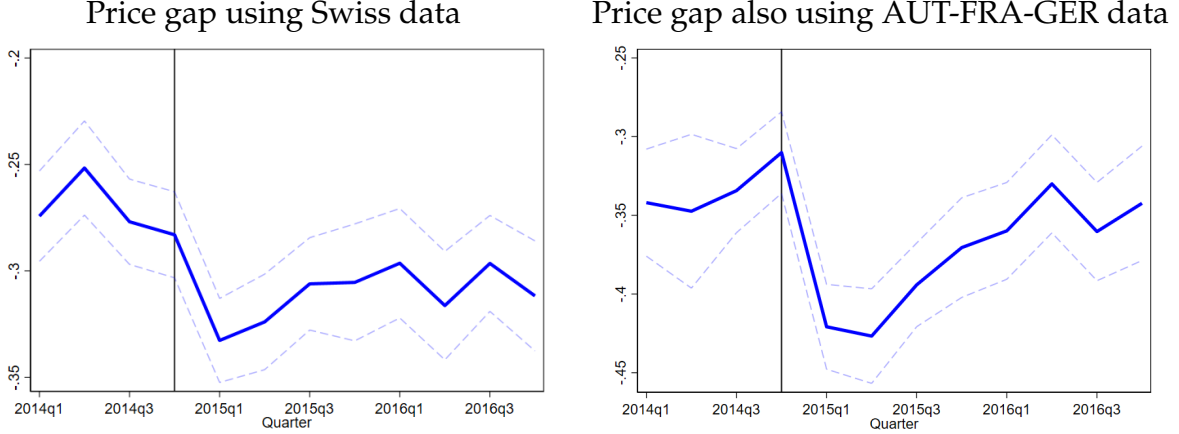 Price gap using Swiss data
-.2
-.25
-.3
-.35
2014q1 2014q3 2015q1 2015q3 2016q1 2016q3
Quarter
Price gap also using AUT-FRA-GER data
-.25
-.3
-.35
-.4
-.45
2014q1 2014q3 2015q1 2015q3 2016q1 2016q3
Quarter